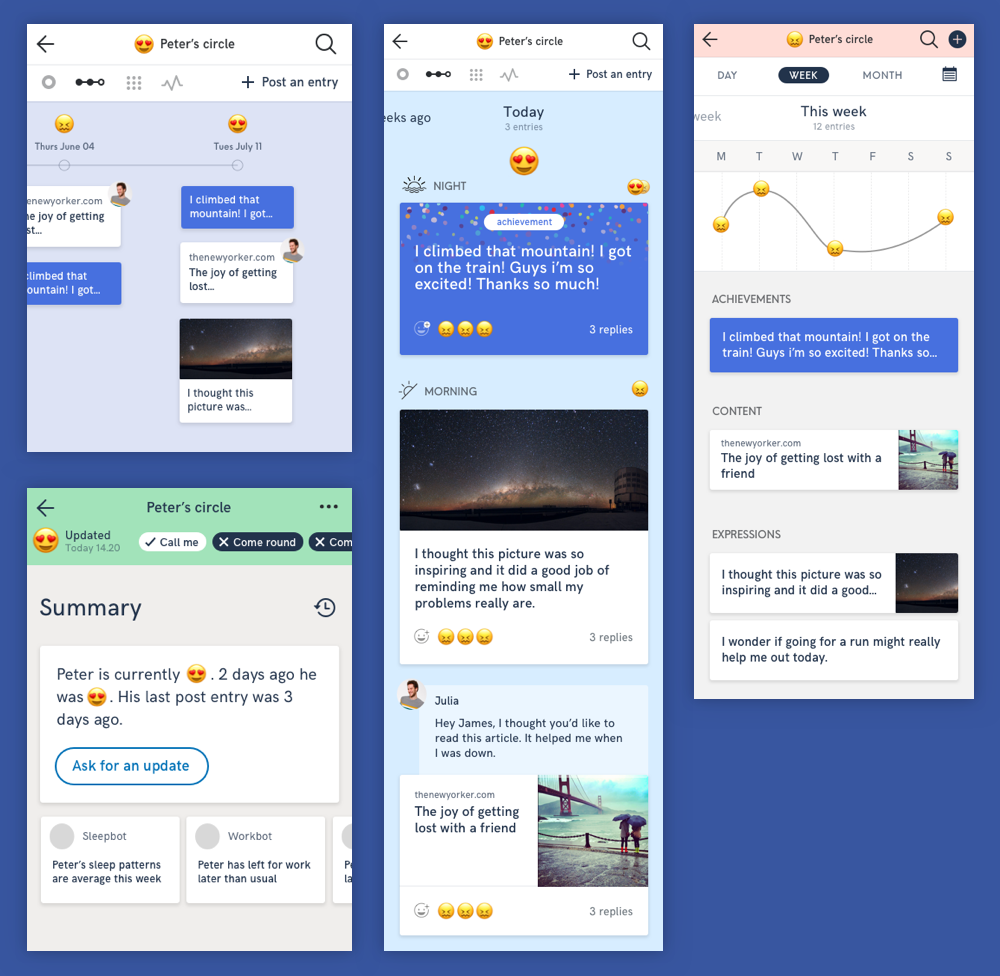 Peter's circle
Post an entry
Thurs June 04
Tues July 11
newyorker.com
joy of getting
st...
climbed that
mountain! I got...
I climbed that
mountain! I got...
thenewyorker.com
The joy of getting
lost...
I thought this
picture was...
Peter's circle
Updated
Today 14.20
Call me
Come round
Com
Summary
Peter is currently 😍 . 2 days ago he
was 😍 . His last post entry was 3
days ago.
Ask for an update
Sleepbot
Peter's sleep patterns
are average this week
Workbot
Peter has left for work
later than usual
Pe
la
Peter's circle
Post an entry
eeks ago
Today
3 entries
NIGHT
achievement
I climbed that mountain! I got
on the train! Guys i'm so
excited! Thanks so much!
3 replies
MORNING
I thought this picture was so
inspiring and it did a good job of
reminding me how small my
problems really are.
3 replies
Julia
Hey James, I thought you'd like to
read this article. It helped me when
I was down.
thenewyorker.com
The joy of getting
lost with a friend
3 replies
Peter's circle
DAY
WEEK
MONTH
week
This week
12 entries
M T W T F S S
ACHIEVEMENTS
I climbed that mountain! I got on the
train! Guys i'm so excited! Thanks so...
CONTENT
thenewyorker.com
The joy of getting lost with a
friend
EXPRESSIONS
I thought this picture was so
inspiring and it did a good...
I wonder if going for a run might really
help me out today.